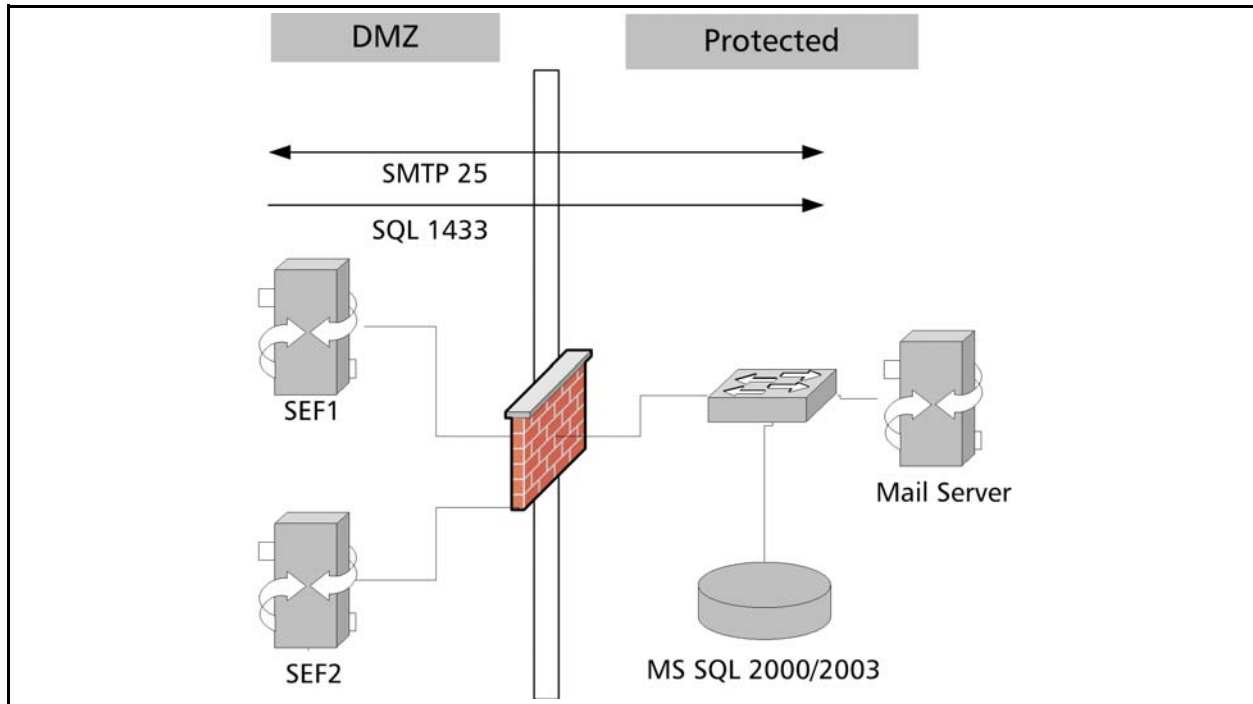 DMZ
Protected
SMTP 25
SQL 1433
SEF1
Mail Server
SEF2
MS SQL 2000/2003